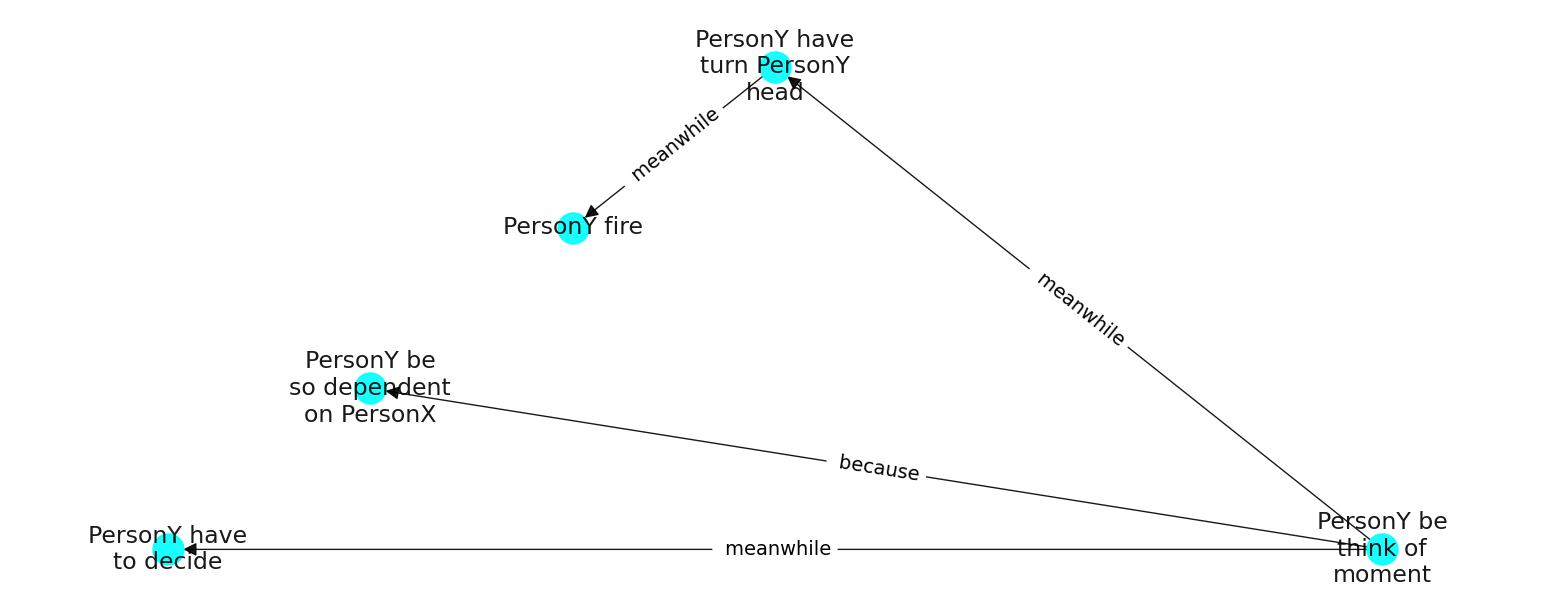 PersonY have
turn PersonY
head
meanwhile
PersonY fire
meanwhile
PersonY be
so dependent
on PersonX
because
PersonY have
to decide
meanwhile
PersonY be
think of
moment